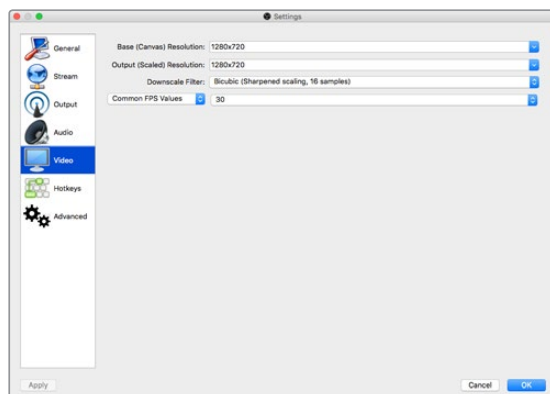 Settings
General
Stream
Output
Audio
Video
Hotkeys
Advanced
Base (Canvas) Resolution: 1280x720
Output (Scaled) Resolution: 1280x720
Downscale Filter: Bicubic (Sharpened scaling, 16 samples)
Common FPS Values 30
Apply Cancel OK